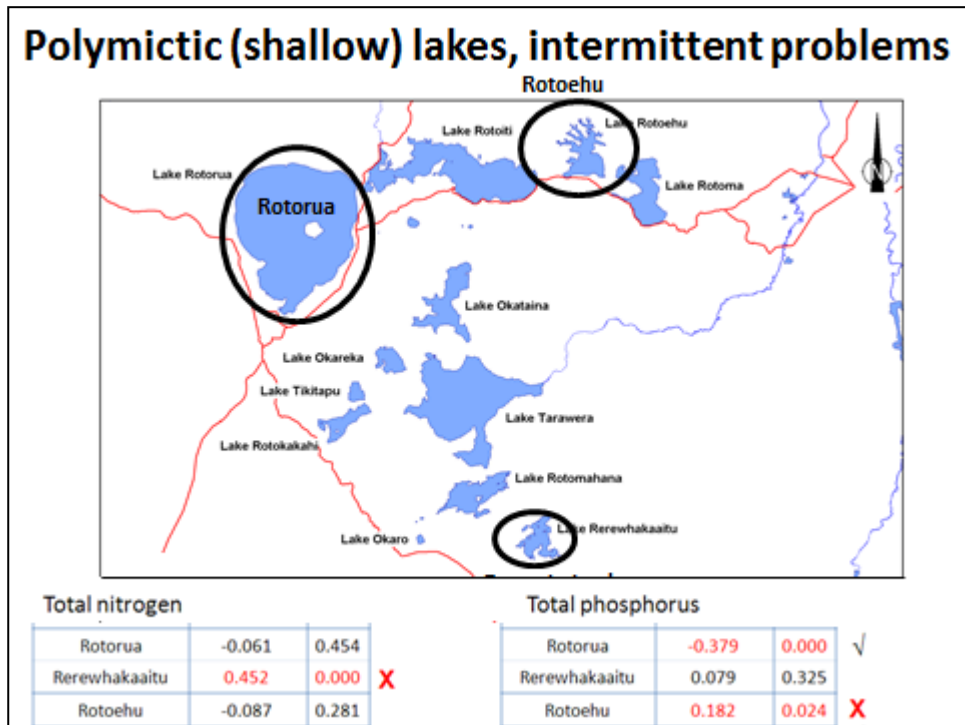 Polymictic (shallow) lakes, intermittent problems
Rotoehu
Lake Rotoiti
Lake Rotoehu
Lake Rotorua
Rotorua
Lake Rotoma
N
Lake Okataina
Lake Okareka
Lake Tikitapu
Lake Tarawera
Lake Rotokakahi
Lake Rotomahana
Lake Okaro
Lake Rerewhakaaitu
Total nitrogen
Rotorua -0.061 0.454
Rerewhakaaitu 0.452 0.000 X
Rotoehu -0.087 0.281
Total phosphorus
Rotorua -0.379 0.000 √
Rerewhakaaitu 0.079 0.325
Rotoehu 0.182 0.024 X